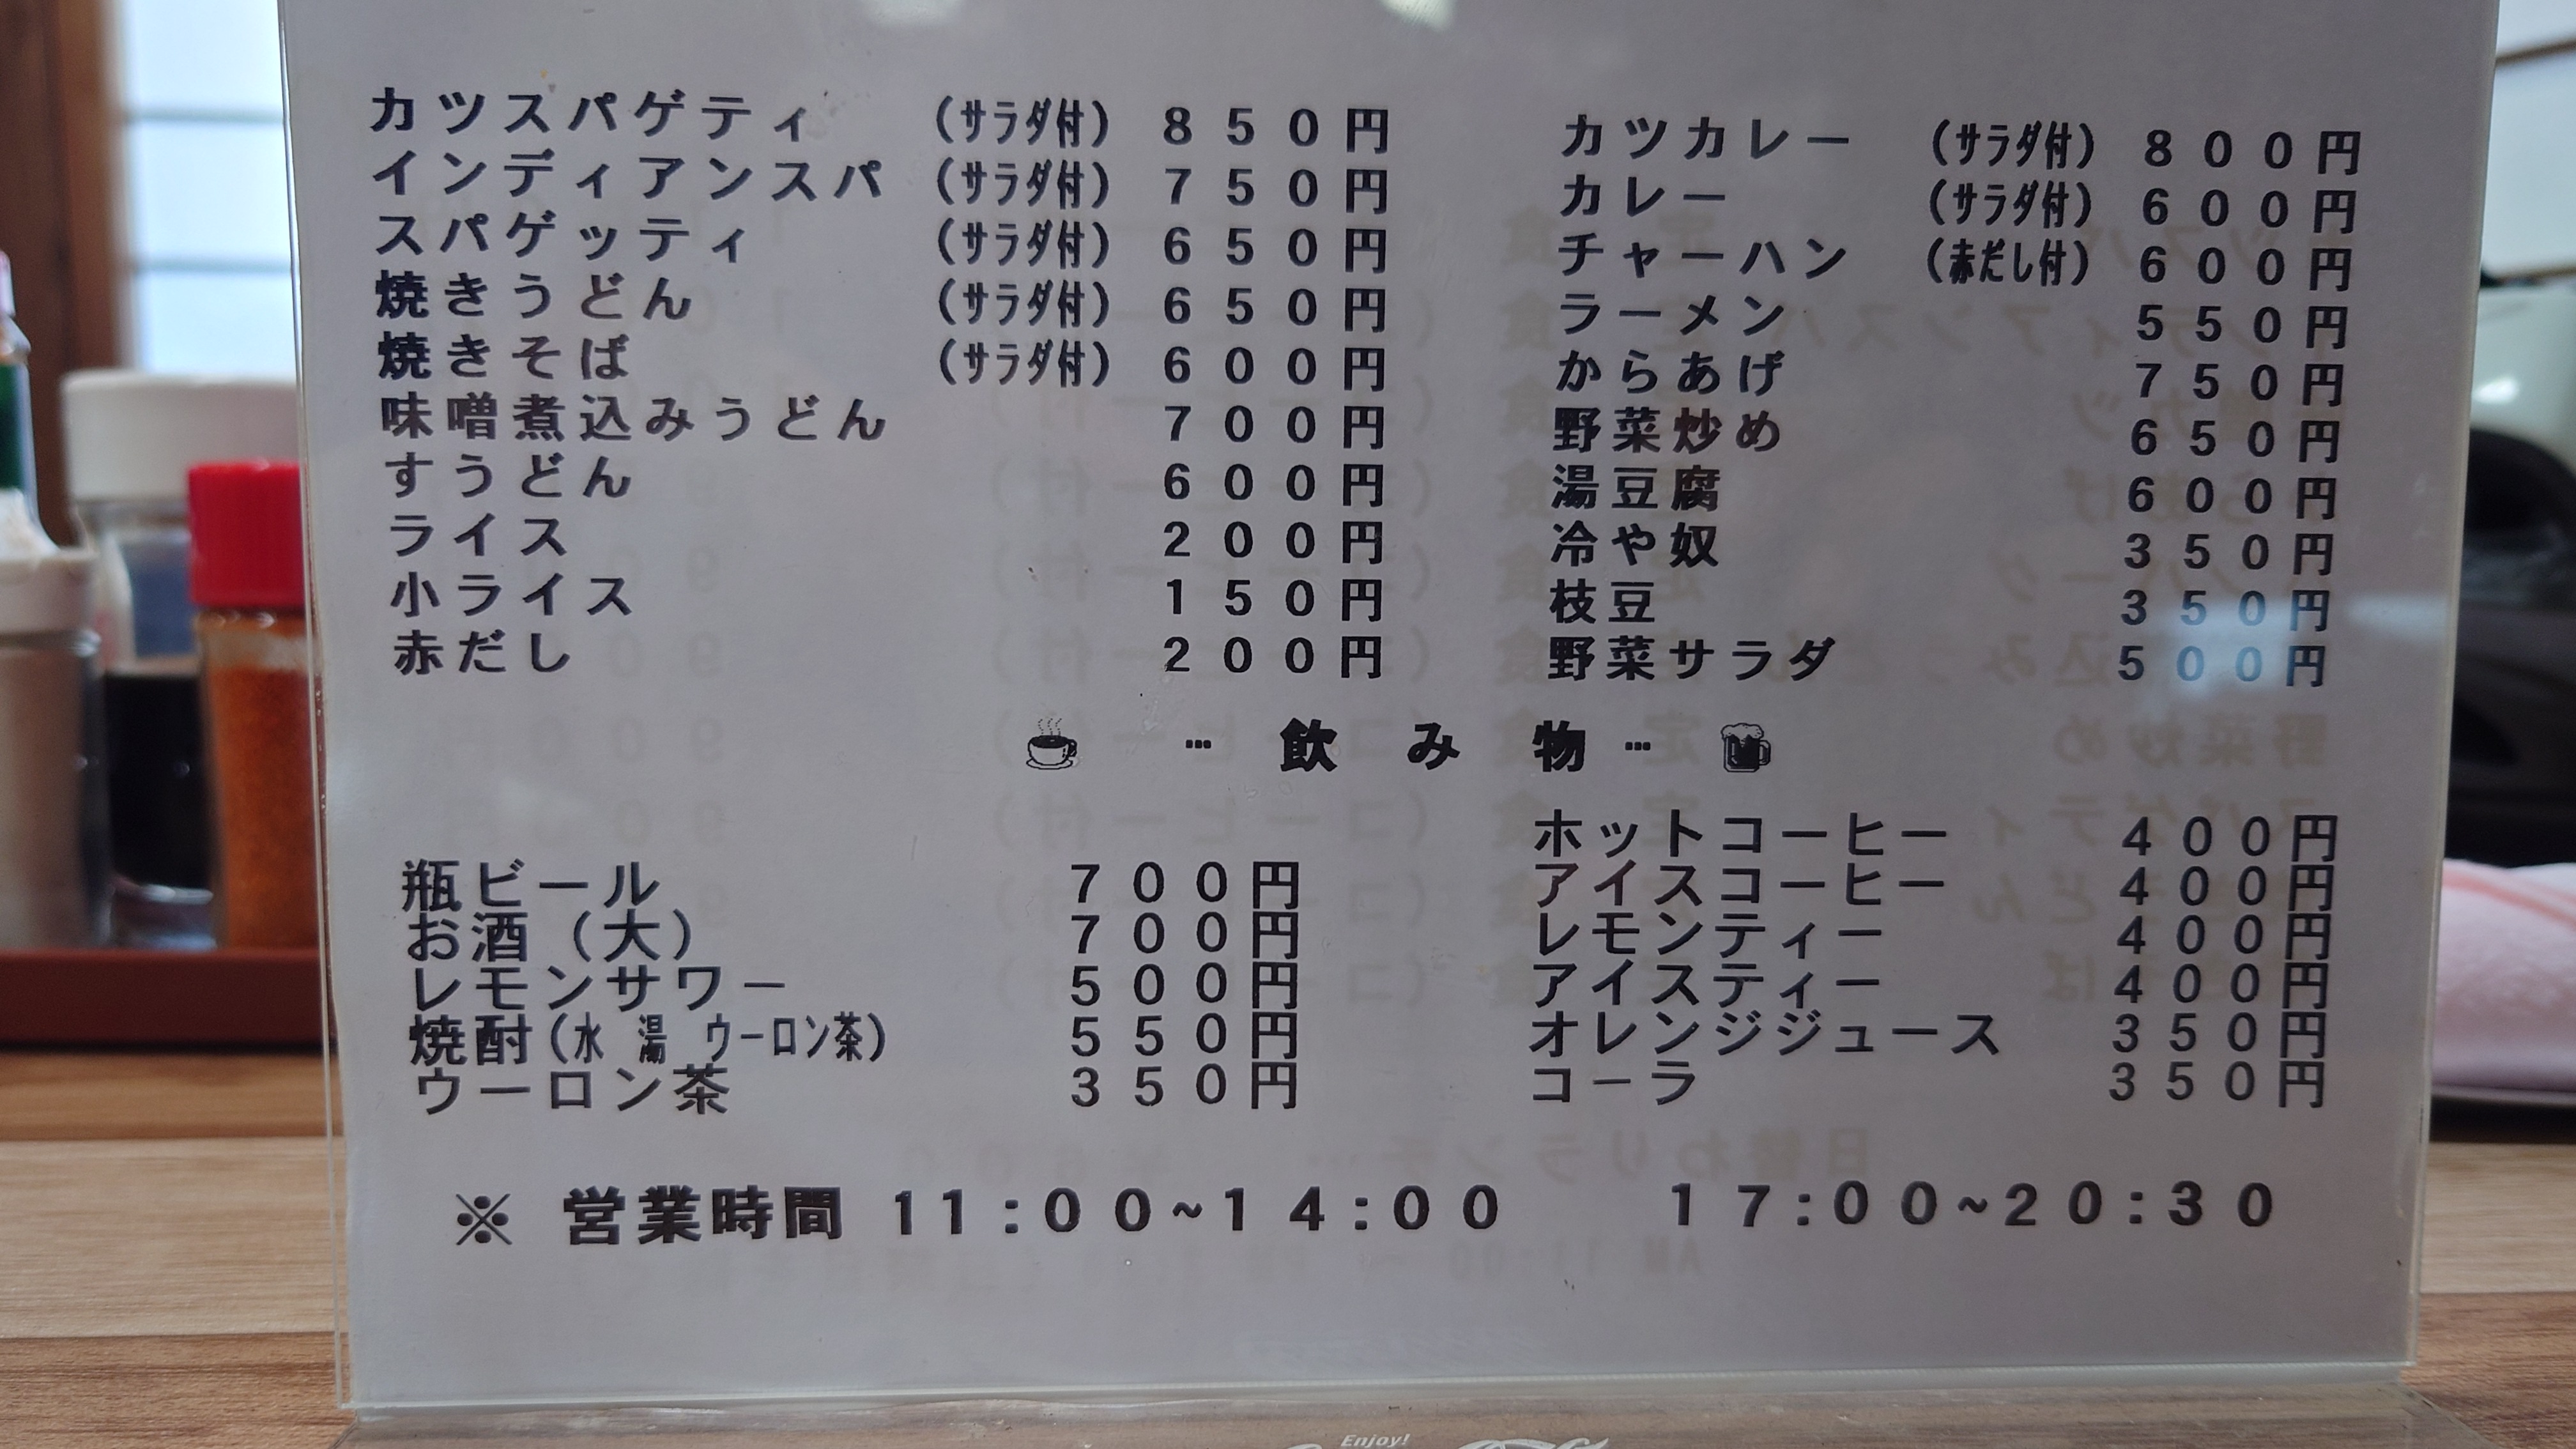 カツスパゲティ (サラダ付) 850円
インディアンスパ (サラダ付) 750円
スパゲッティ (サラダ付) 650円
焼きうどん (サラダ付) 650円
焼きそば (サラダ付) 600円
味噌煮込みうどん 700円
すうどん 600円
ライス 200円
小ライス 150円
赤だし 200円
カツカレー (サラダ付) 800円
カレー (サラダ付) 600円
チャーハン (赤だし付) 600円
ラーメン 550円
からあげ 750円
野菜炒め 650円
湯豆腐 600円
冷や奴 350円
枝豆 350円
野菜サラダ 500円
… 飲み物 …
瓶ビール 700円
お酒(大) 700円
レモンサワー 500円
焼酎(水 湯 ウーロン茶) 550円
ウーロン茶 350円
ホットコーヒー 400円
アイスコーヒー 400円
レモンティー 400円
アイスティー 400円
オレンジジュース 350円
コーラ 350円
※ 営業時間 11:00~14:00 17:00~20:30
Enjoy!